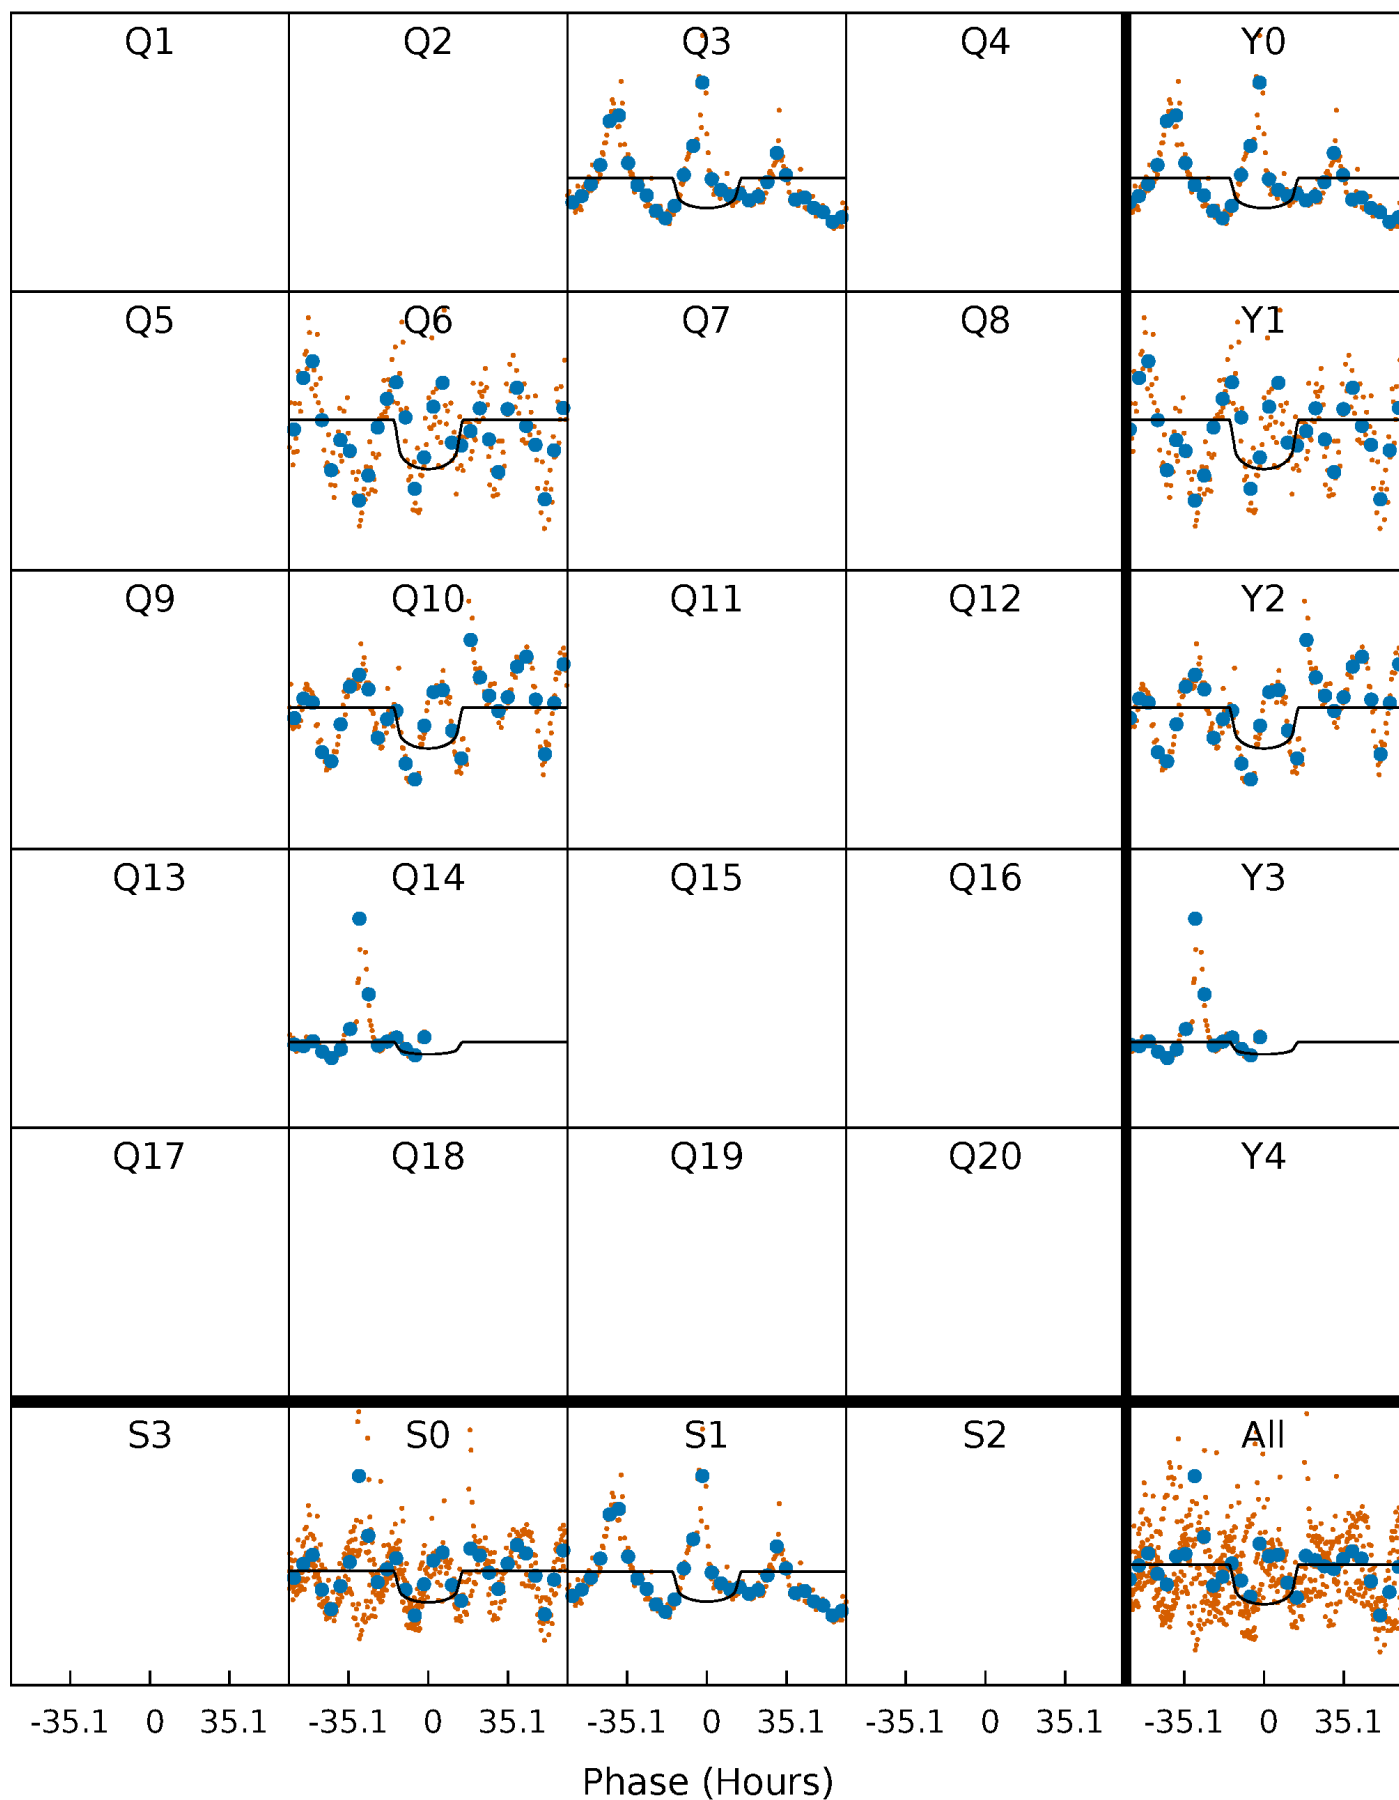 Q1 Q2 Q3 Q4 Y0
Q5 Q6 Q7 Q8 Y1
Q9 Q10 Q11 Q12 Y2
Q13 Q14 Q15 Q16 Y3
Q17 Q18 Q19 Q20 Y4
S3 S0 S1 S2 All
-35.1 0 35.1 -35.1 0 35.1 -35.1 0 35.1 -35.1 0 35.1 -35.1 0 35.1
Phase (Hours)